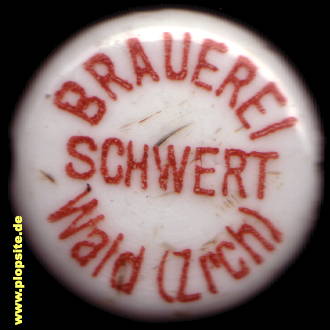 BRAUEREI
SCHWERT
Wald (Zrch)
www.plopsite.de